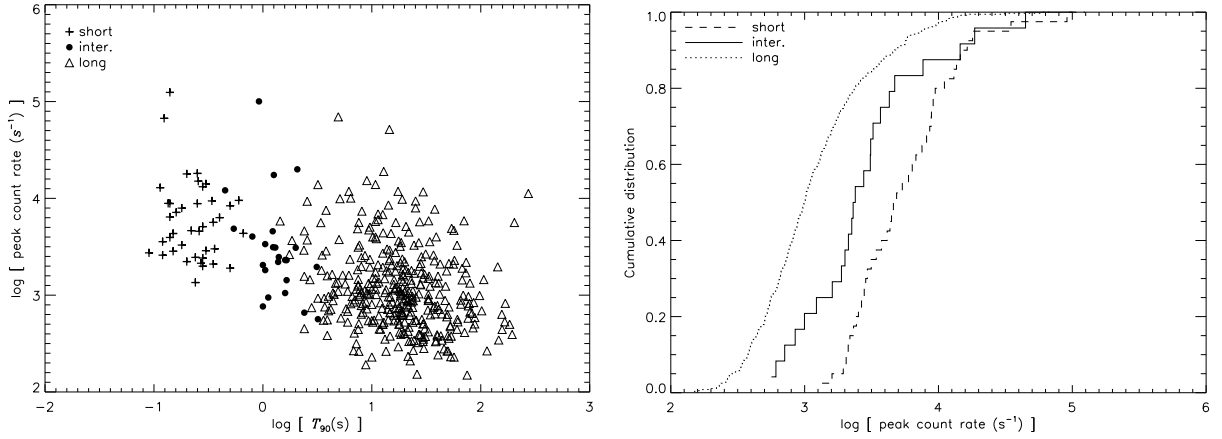 6
5
4
3
2
−2
−1
0
1
2
3
log [ peak count rate (s⁻¹) ]
log [ T₉₀(s) ]
short
inter.
long
1.0
0.8
0.6
0.4
0.2
0.0
2
3
4
5
6
Cumulative distribution
log [ peak count rate (s⁻¹) ]
short
inter.
long